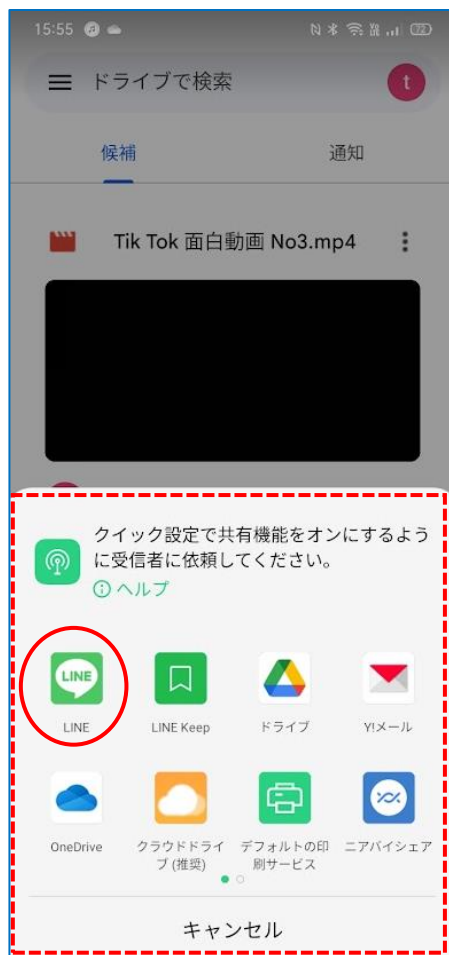 15:55
72
ドライブで検索
t
候補 通知
Tik Tok 面白動画 No3.mp4
クイック設定で共有機能をオンにするよう
に受信者に依頼してください。
ヘルプ
LINE
LINE LINE Keep ドライブ Y!メール
OneDrive クラウドドライ デフォルトの印 ニアバイシェア
ブ (推奨) 刷サービス
キャンセル